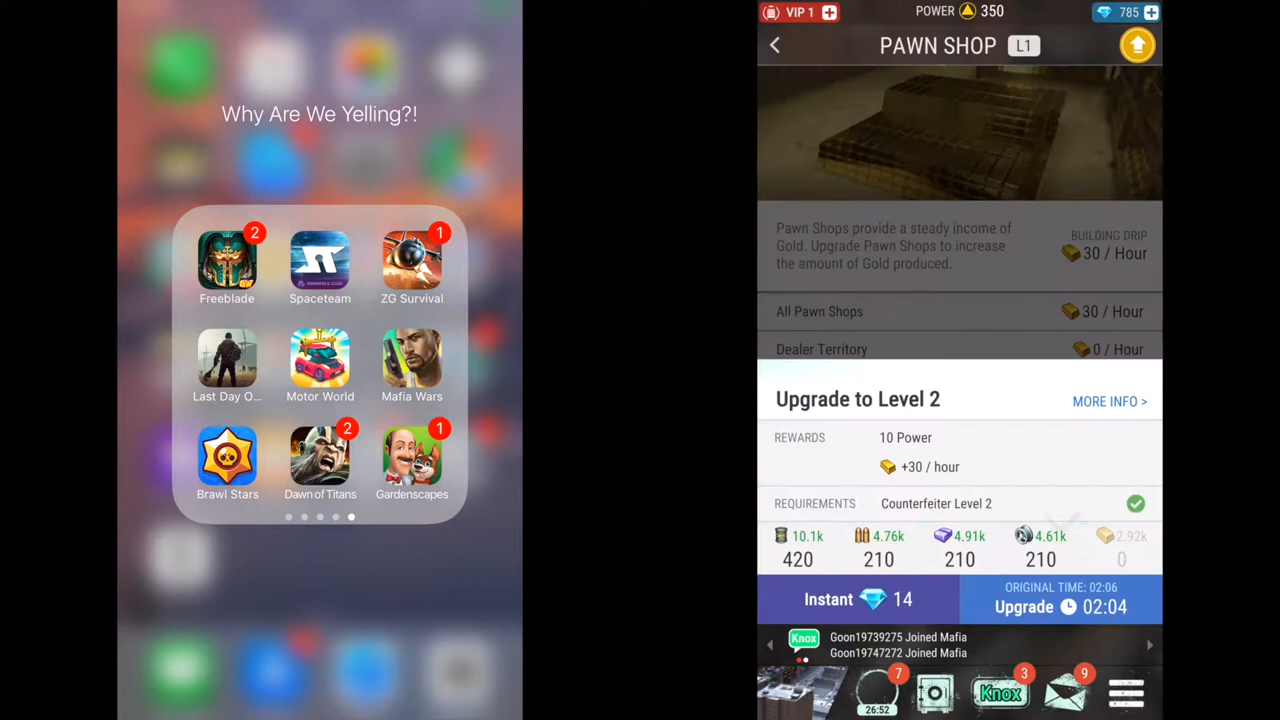 Why Are We Yelling?!
2
1
Freeblade
Spaceteam
ZG Survival
Last Day O...
Motor World
Mafia Wars
2
1
Brawl Stars
Dawn of Titans
Gardenscapes
VIP 1
POWER 350
785
PAWN SHOP L1
Pawn Shops provide a steady income of
Gold. Upgrade Pawn Shops to increase
the amount of Gold produced.
BUILDING DRIP
30 / Hour
All Pawn Shops 30 / Hour
Dealer Territory 0 / Hour
Upgrade to Level 2 MORE INFO >
REWARDS 10 Power
+30 / hour
REQUIREMENTS Counterfeiter Level 2
10.1k 4.76k 4.91k 4.61k 2.92k
420 210 210 210 0
Instant 14
ORIGINAL TIME: 02:06
Upgrade 02:04
Knox
Goon19739275 Joined Mafia
Goon19747272 Joined Mafia
7 3 9
Knox
26:52